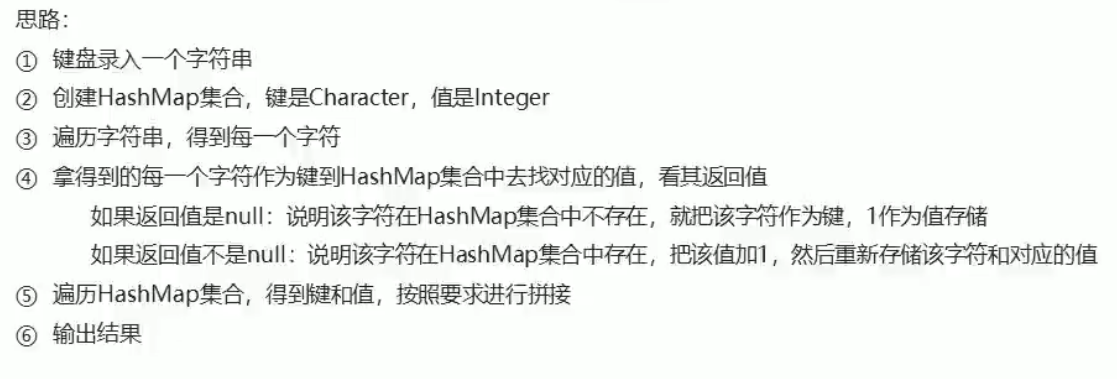 思路：
① 键盘录入一个字符串
② 创建HashMap集合，键是Character，值是Integer
③ 遍历字符串，得到每一个字符
④ 拿得到的每一个字符作为键到HashMap集合中去找对应的值，看其返回值
如果返回值是null：说明该字符在HashMap集合中不存在，就把该字符作为键，1作为值存储
如果返回值不是null：说明该字符在HashMap集合中存在，把该值加1，然后重新存储该字符和对应的值
⑤ 遍历HashMap集合，得到键和值，按照要求进行拼接
⑥ 输出结果